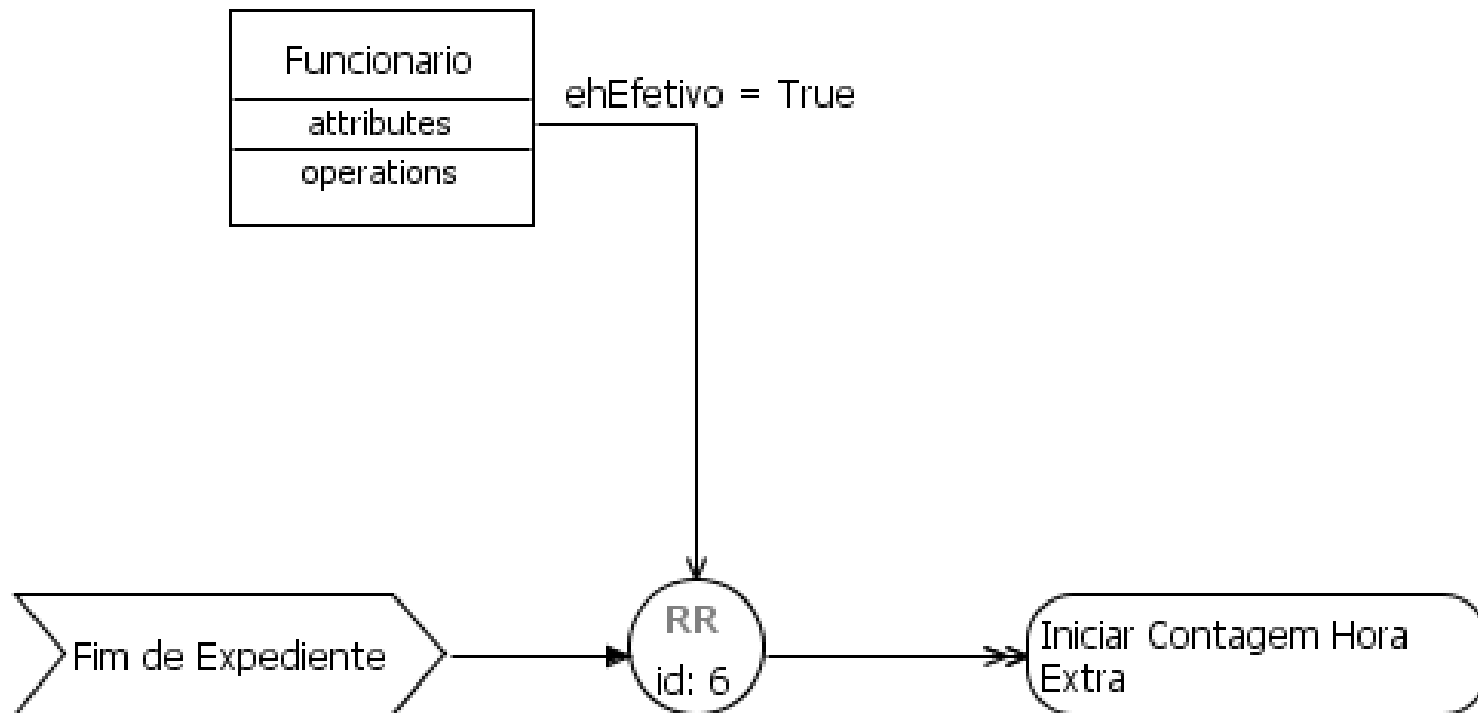 Funcionario
attributes
operations
ehEfetivo = True
Fim de Expediente
RR
id: 6
Iniciar Contagem Hora
Extra